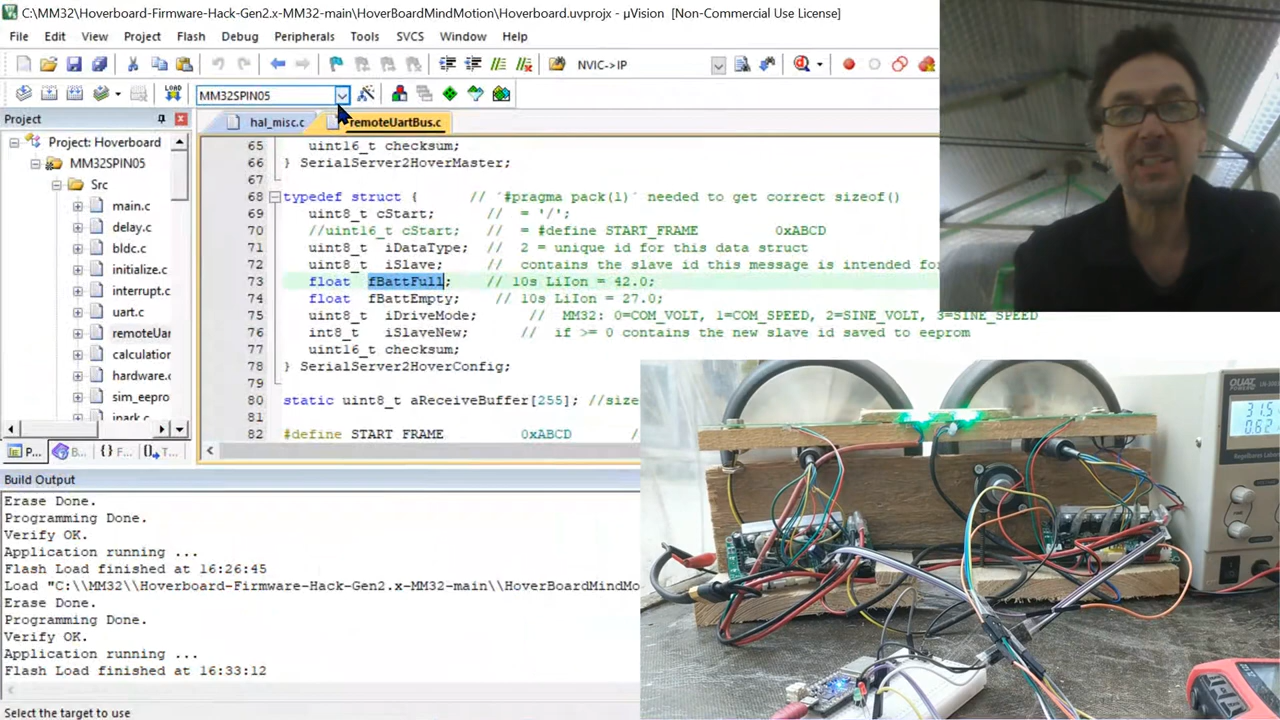 C:\MM32\Hoverboard-Firmware-Hack-Gen2.x-MM32-main\HoverBoardMindMotion\Hoverboard.uvprojx - µVision [Non-Commercial Use License]
File Edit View Project Flash Debug Peripherals Tools SVCS Window Help
NVIC->IP
LOAD MM32SPIN05
Project
hal_misc.c remoteUartBus.c
Project: Hoverboard
MM32SPIN05
Src
main.c
delay.c
bldc.c
initialize.c
interrupt.c
uart.c
remoteUar
calculation
hardware.c
sim_eepro
ipark.c
P... B... { } F... T...
65 uint16_t checksum;
66 } SerialServer2HoverMaster;
67
68 typedef struct { // ´#pragma pack(1)´ needed to get correct sizeof()
69 uint8_t cStart; // = '/';
70 //uint16_t cStart; // = #define START_FRAME 0xABCD
71 uint8_t iDataType; // 2 = unique id for this data struct
72 uint8_t iSlave; // contains the slave id this message is intended for
73 float fBattFull; // 10s LiIon = 42.0;
74 float fBattEmpty; // 10s LiIon = 27.0;
75 uint8_t iDriveMode; // MM32: 0=COM_VOLT, 1=COM_SPEED, 2=SINE_VOLT, 3=SINE_SPEED
76 int8_t iSlaveNew; // if >= 0 contains the new slave id saved to eeprom
77 uint16_t checksum;
78 } SerialServer2HoverConfig;
79
80 static uint8_t aReceiveBuffer[255]; //size
81
82 #define START_FRAME 0xABCD /
Build Output
Erase Done.
Programming Done.
Verify OK.
Application running ...
Flash Load finished at 16:26:45
Load "C:\\MM32\\Hoverboard-Firmware-Hack-Gen2.x-MM32-main\\HoverBoardMindMo
Erase Done.
Programming Done.
Verify OK.
Application running ...
Flash Load finished at 16:33:12
Select the target to use
QUAT
31.5
0.62